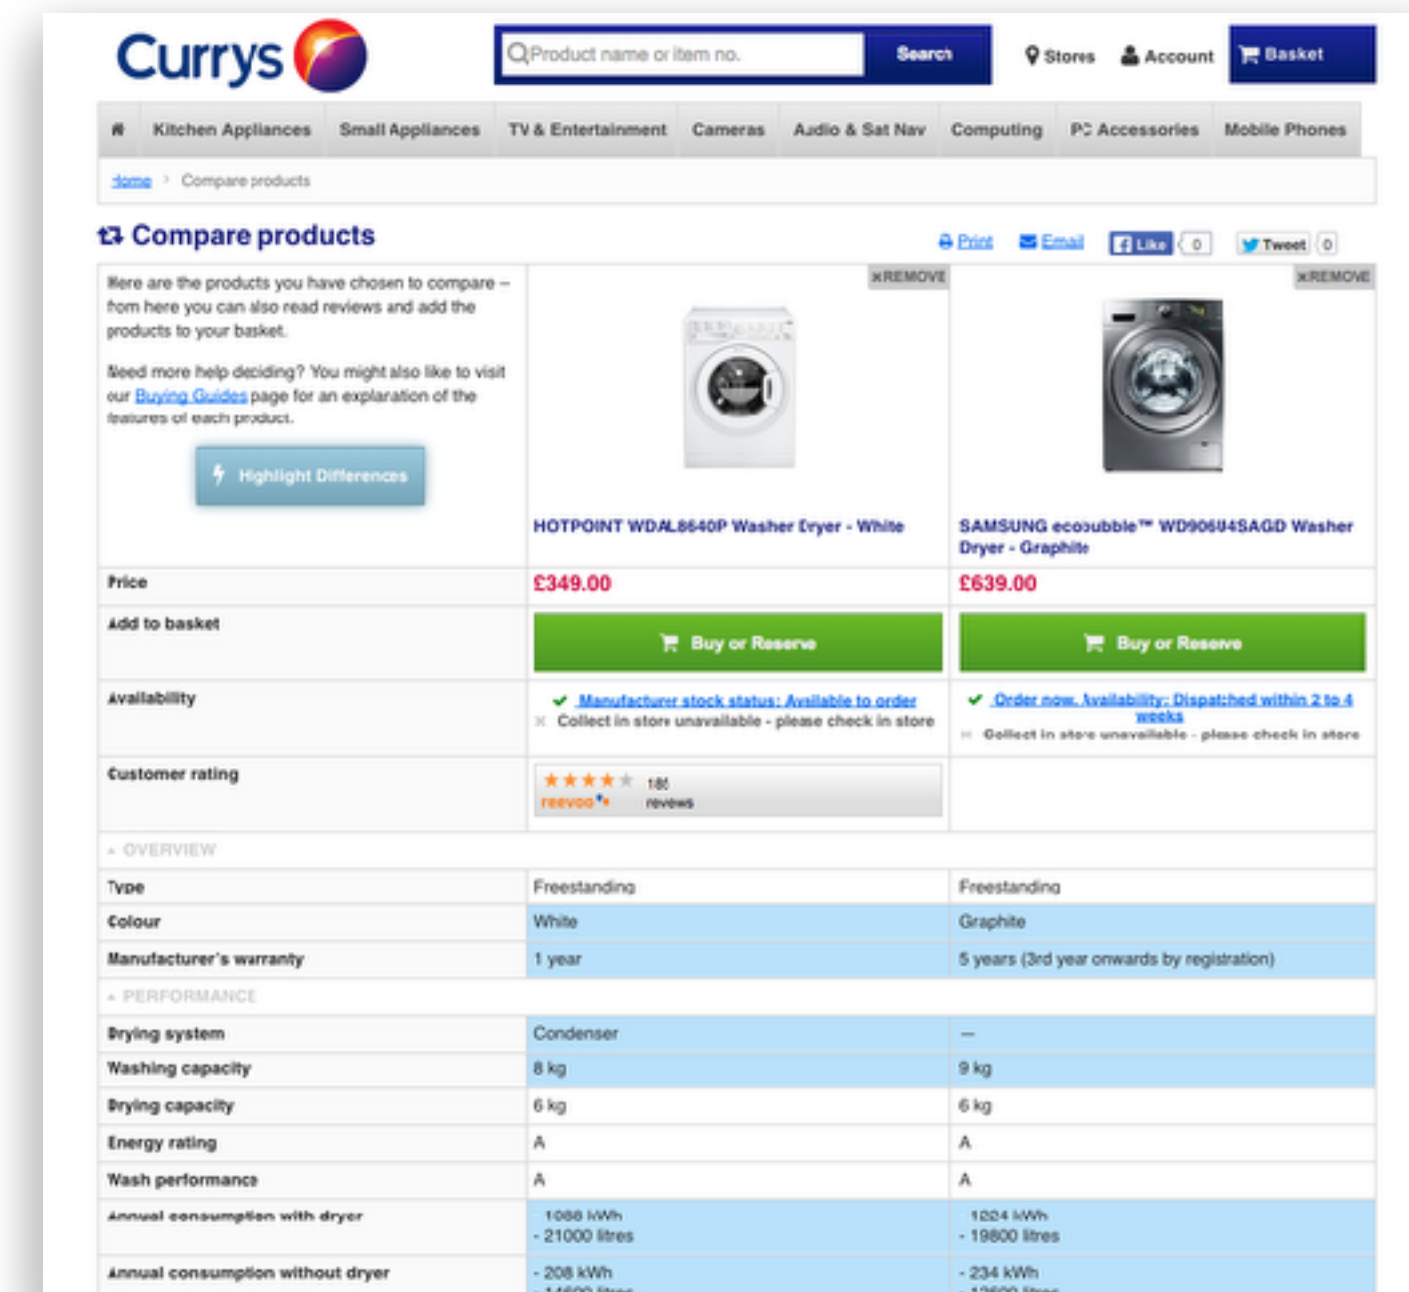 Currys
Product name or item no.
Search
Stores
Account
Basket
Kitchen Appliances Small Appliances TV & Entertainment Cameras Audio & Sat Nav Computing PC Accessories Mobile Phones
Home > Compare products
Compare products
Print Email Like 0 Tweet 0
Here are the products you have chosen to compare –
from here you can also read reviews and add the
products to your basket.
Need more help deciding? You might also like to visit
our Buying Guides page for an explanation of the
features of each product.
Highlight Differences
×REMOVE
HOTPOINT WDAL8640P Washer Dryer - White
×REMOVE
SAMSUNG ecobubble™ Washer
Dryer - Graphite
Price £349.00 £639.00
Add to basket Buy or Reserve Buy or Reserve
Availability
Manufacturer stock status: Available to order
Collect in store unavailable - please check in store
Order now. Availability: Dispatched within 2 to 4
weeks
Collect in store unavailable - please check in store
Customer rating
reevoo
reviews
OVERVIEW
Type Freestanding Freestanding
Colour White Graphite
Manufacturer's warranty 1 year 5 years (3rd year onwards by registration)
PERFORMANCE
Drying system Condenser —
Washing capacity 8 kg 9 kg
Drying capacity 6 kg 6 kg
Energy rating A A
Wash performance A A
Annual consumption with dryer 1088 kWh 1224 kWh
- 21000 litres - 19800 litres
Annual consumption without dryer - 208 kWh - 234 kWh